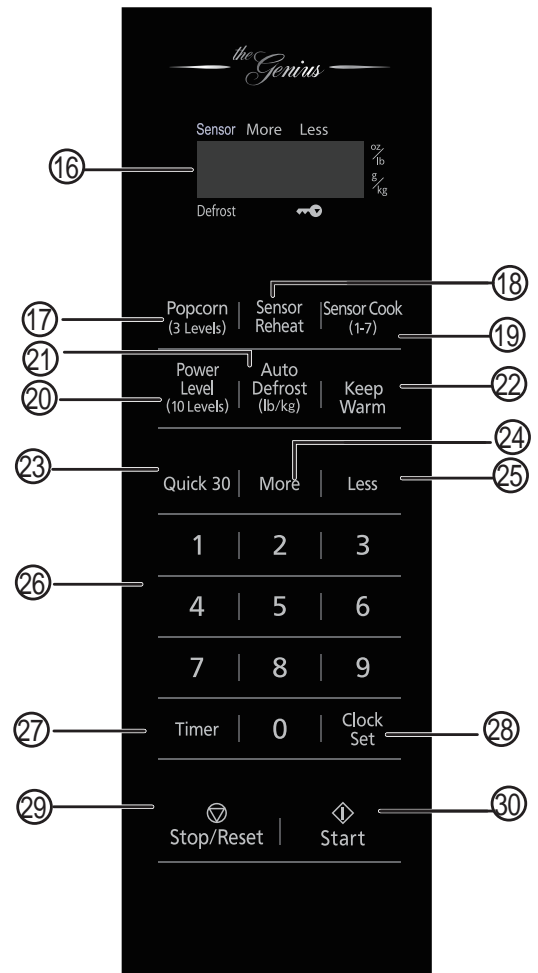 the
Genius
Sensor More Less
16
oz/lb
g/kg
Defrost
18
17
Popcorn
(3 Levels)
Sensor
Reheat
Sensor Cook
(1-7)
19
21
20
Power
Level
(10 Levels)
Auto
Defrost
(lb/kg)
Keep
Warm
22
24
23
Quick 30 More Less
25
1 2 3
26
4 5 6
7 8 9
27
Timer 0 Clock
Set
28
29
30
Stop/Reset Start